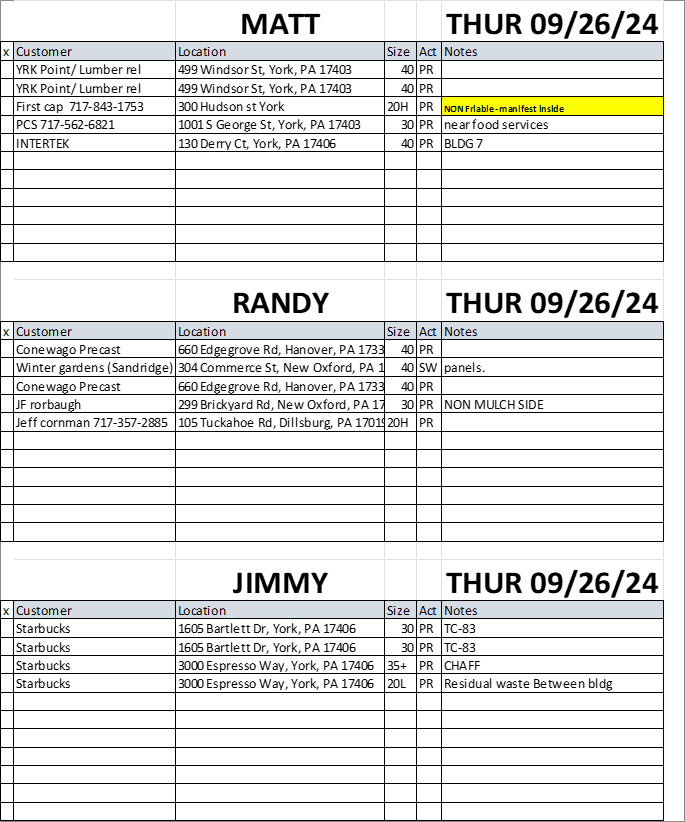 MATT THUR 09/26/24
x Customer Location Size Act Notes
YRK Point/ Lumber rel 499 Windsor St, York, PA 17403 40 PR
YRK Point/ Lumber rel 499 Windsor St, York, PA 17403 40 PR
First cap 717-843-1753 300 Hudson st York 20H PR NON Friable - manifest inside
PCS 717-562-6821 1001 S George St, York, PA 17403 30 PR near food services
INTERTEK 130 Derry Ct, York, PA 17406 40 PR BLDG 7
RANDY THUR 09/26/24
x Customer Location Size Act Notes
Conewago Precast 660 Edgegrove Rd, Hanover, PA 1733 40 PR
Winter gardens (Sandridge) 304 Commerce St, New Oxford, PA 1 40 SW panels.
Conewago Precast 660 Edgegrove Rd, Hanover, PA 1733 40 PR
JF rorbaugh 299 Brickyard Rd, New Oxford, PA 17 30 PR NON MULCH SIDE
Jeff cornman 717-357-2885 105 Tuckahoe Rd, Dillsburg, PA 17019 20H PR
JIMMY THUR 09/26/24
x Customer Location Size Act Notes
Starbucks 1605 Bartlett Dr, York, PA 17406 30 PR TC-83
Starbucks 1605 Bartlett Dr, York, PA 17406 30 PR TC-83
Starbucks 3000 Espresso Way, York, PA 17406 35+ PR CHAFF
Starbucks 3000 Espresso Way, York, PA 17406 20L PR Residual waste Between bldg